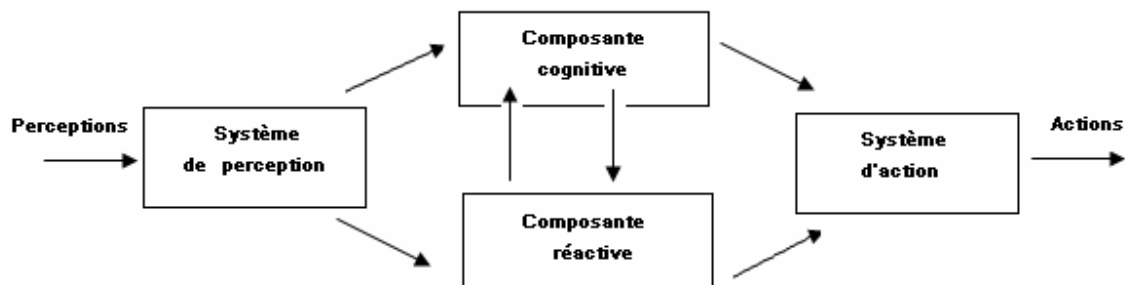 Composante
cognitive
Perceptions
Système
de perception
Système
d'action
Actions
Composante
réactive